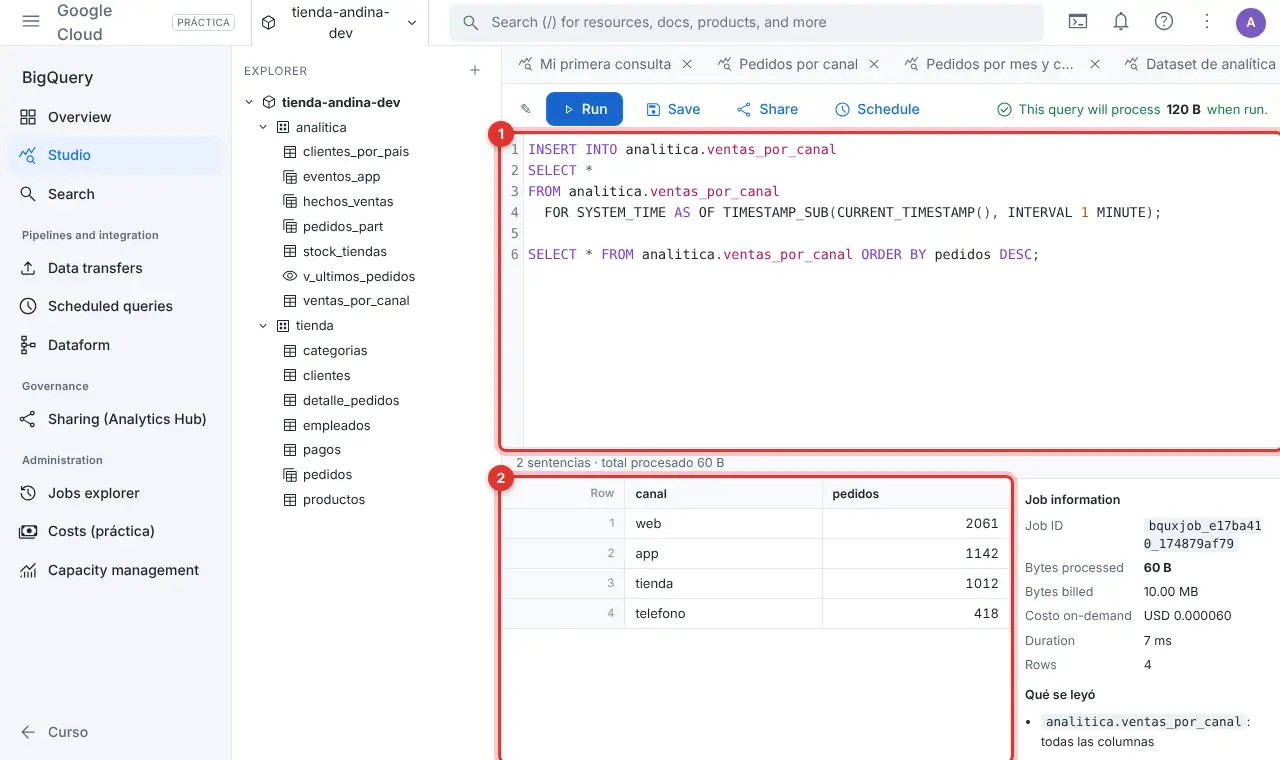 Google Cloud
PRÁCTICA
tienda-andina-dev
Search (/) for resources, docs, products, and more
A
BigQuery
Overview
Studio
Search
Pipelines and integration
Data transfers
Scheduled queries
Dataform
Governance
Sharing (Analytics Hub)
Administration
Jobs explorer
Costs (práctica)
Capacity management
Curso
EXPLORER
tienda-andina-dev
analitica
clientes_por_pais
eventos_app
hechos_ventas
pedidos_part
stock_tiendas
v_ultimos_pedidos
ventas_por_canal
tienda
categorias
clientes
detalle_pedidos
empleados
pagos
pedidos
productos
Mi primera consulta
Pedidos por canal
Pedidos por mes y c...
Dataset de analítica
Run
Save
Share
Schedule
This query will process 120 B when run.
1
1 INSERT INTO analitica.ventas_por_canal
2 SELECT *
3 FROM analitica.ventas_por_canal
4 FOR SYSTEM_TIME AS OF TIMESTAMP_SUB(CURRENT_TIMESTAMP(), INTERVAL 1 MINUTE);
5
6 SELECT * FROM analitica.ventas_por_canal ORDER BY pedidos DESC;
2 sentencias · total procesado 60 B
2
Row canal pedidos
1 web 2061
2 app 1142
3 tienda 1012
4 telefono 418
Job information
Job ID bquxjob_e17ba41
0_174879af79
Bytes processed 60 B
Bytes billed 10.00 MB
Costo on-demand USD 0.000060
Duration 7 ms
Rows 4
Qué se leyó
• analitica.ventas_por_canal :
todas las columnas